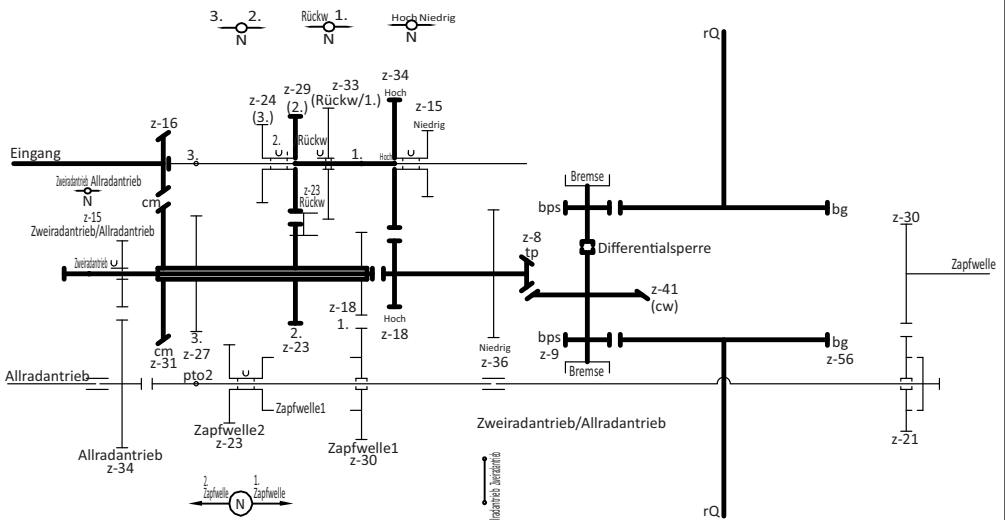 3. 2.
N
Rückw 1.
N
Hoch Niedrig
N
rQ
z-16
z-24
(3.)
z-29
(2.)
z-33
(Rückw/1.)
z-34
Hoch
z-15
Niedrig
Eingang
3.
2.
Rückw
1.
Hoch
Zweiradantrieb Allradantrieb
N
cm
z-23
Rückw
Bremse
bps
bg
z-30
z-15
Zweiradantrieb/Allradantrieb
Zweiradantrieb
z-8
tp
Differentialsperre
Zapfwelle
z-41
(cw)
z-18
1.
Hoch
z-18
cm
z-31
3.
z-27
2.
z-23
Niedrig
z-36
bps
z-9
Bremse
bg
z-56
Allradantrieb
pto2
Zapfwelle1
Zapfwelle2
z-23
Zapfwelle1
z-30
Zweiradantrieb/Allradantrieb
z-21
Allradantrieb
z-34
2.
Zapfwelle
N
1.
Zapfwelle
Allradantrieb Zweiradantrieb
rQ